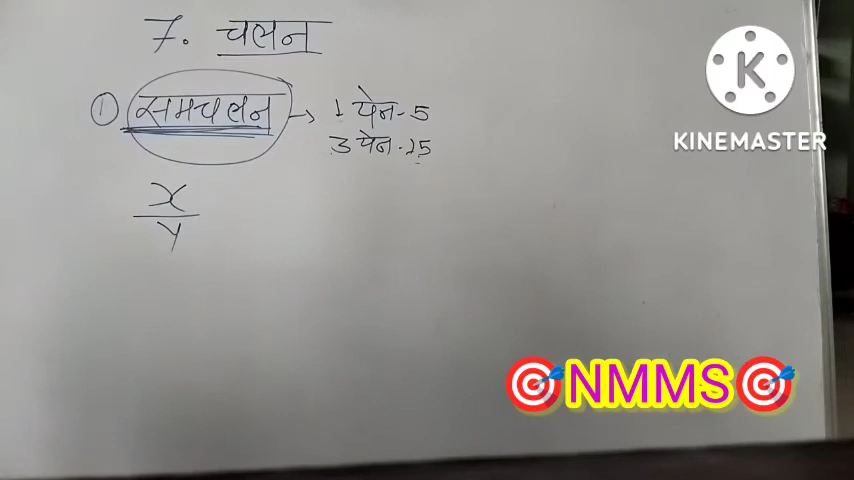 7. चलन
① समचलन → 1 पेन - 5
3 पेन - 15
x
y
KINEMASTER
🎯NMMS🎯